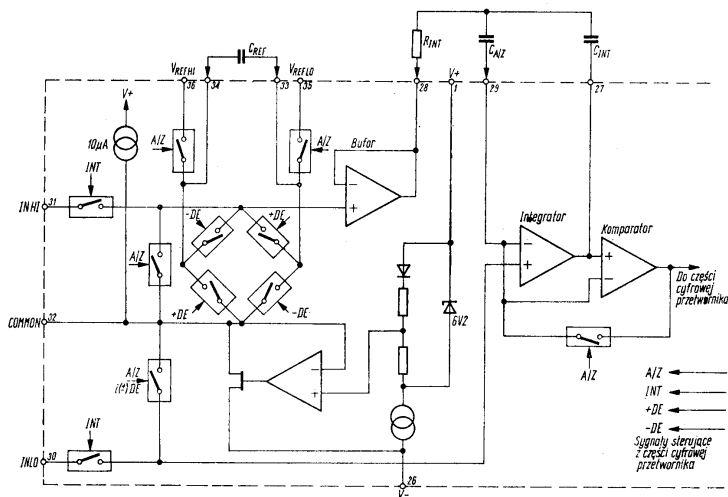 R_INT
C_A/Z
C_INT
C_REF
V_REFHI
V_REFLO
V+
36
34
33
35
28
1
29
27
V+
10µA
A/Z
A/Z
Bufor
INT
INHI 31
-DE
+DE
Integrator
Komparator
A/Z
+DE
-DE
6V2
Do części
cyfrowej
przetwornika
COMMON 32
A/Z
i(±)DE
A/Z
A/Z
INT
+DE
-DE
Sygnały sterujące
z części cyfrowej
przetwornika
INT
INLO 30
26
V-